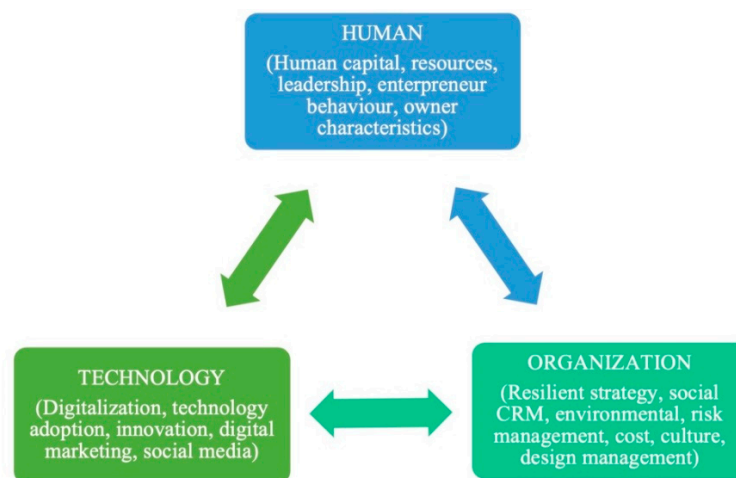 HUMAN
(Human capital, resources,
leadership, enterpreneur
behaviour, owner
characteristics)
TECHNOLOGY
(Digitalization, technology
adoption, innovation, digital
marketing, social media)
ORGANIZATION
(Resilient strategy, social
CRM, environmental, risk
management, cost, culture,
design management)